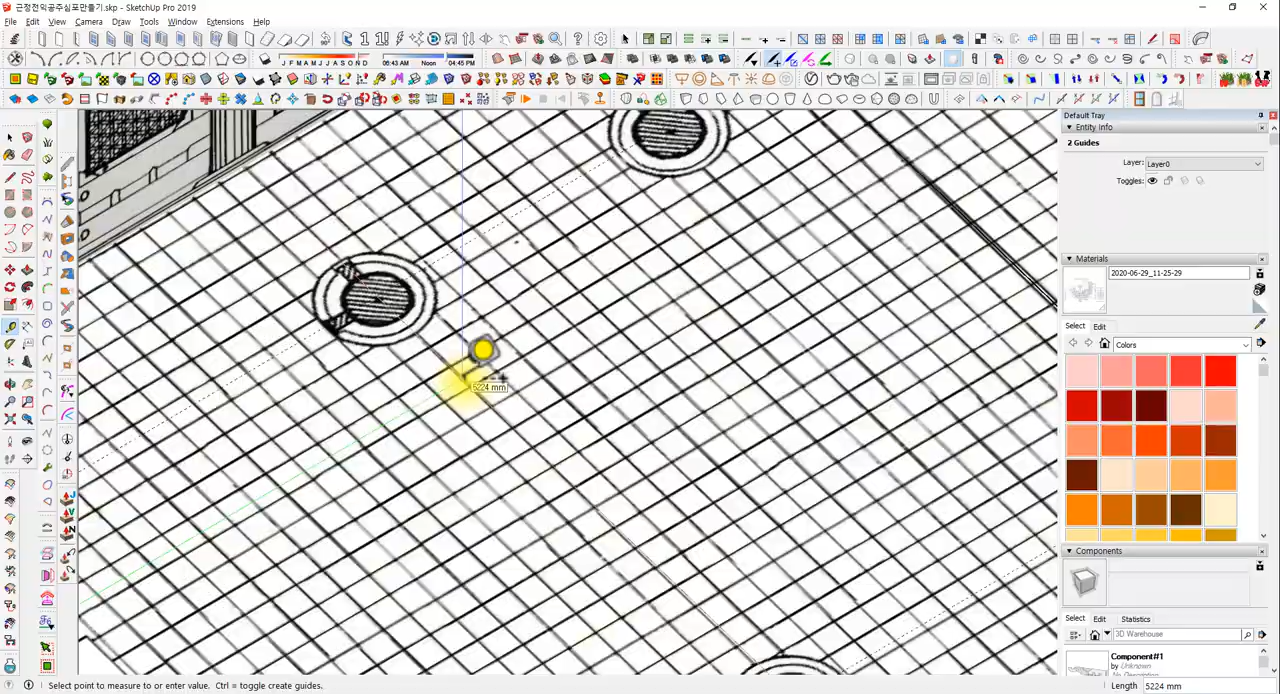 근정전익공주심포만들기.skp - SketchUp Pro 2019
File Edit View Camera Draw Tools Window Extensions Help
J F M A M J J A S O N D
06:43 AM Noon 04:45 PM
Default Tray
Entity Info
2 Guides
Layer: Layer0
Toggles:
Materials
2020-06-29_11-25-29
Select Edit
Colors
5224 mm
Components
Select Edit Statistics
3D Warehouse
Component#1
by Unknown
Select point to measure to or enter value. Ctrl = toggle create guides.
Length 5224 mm